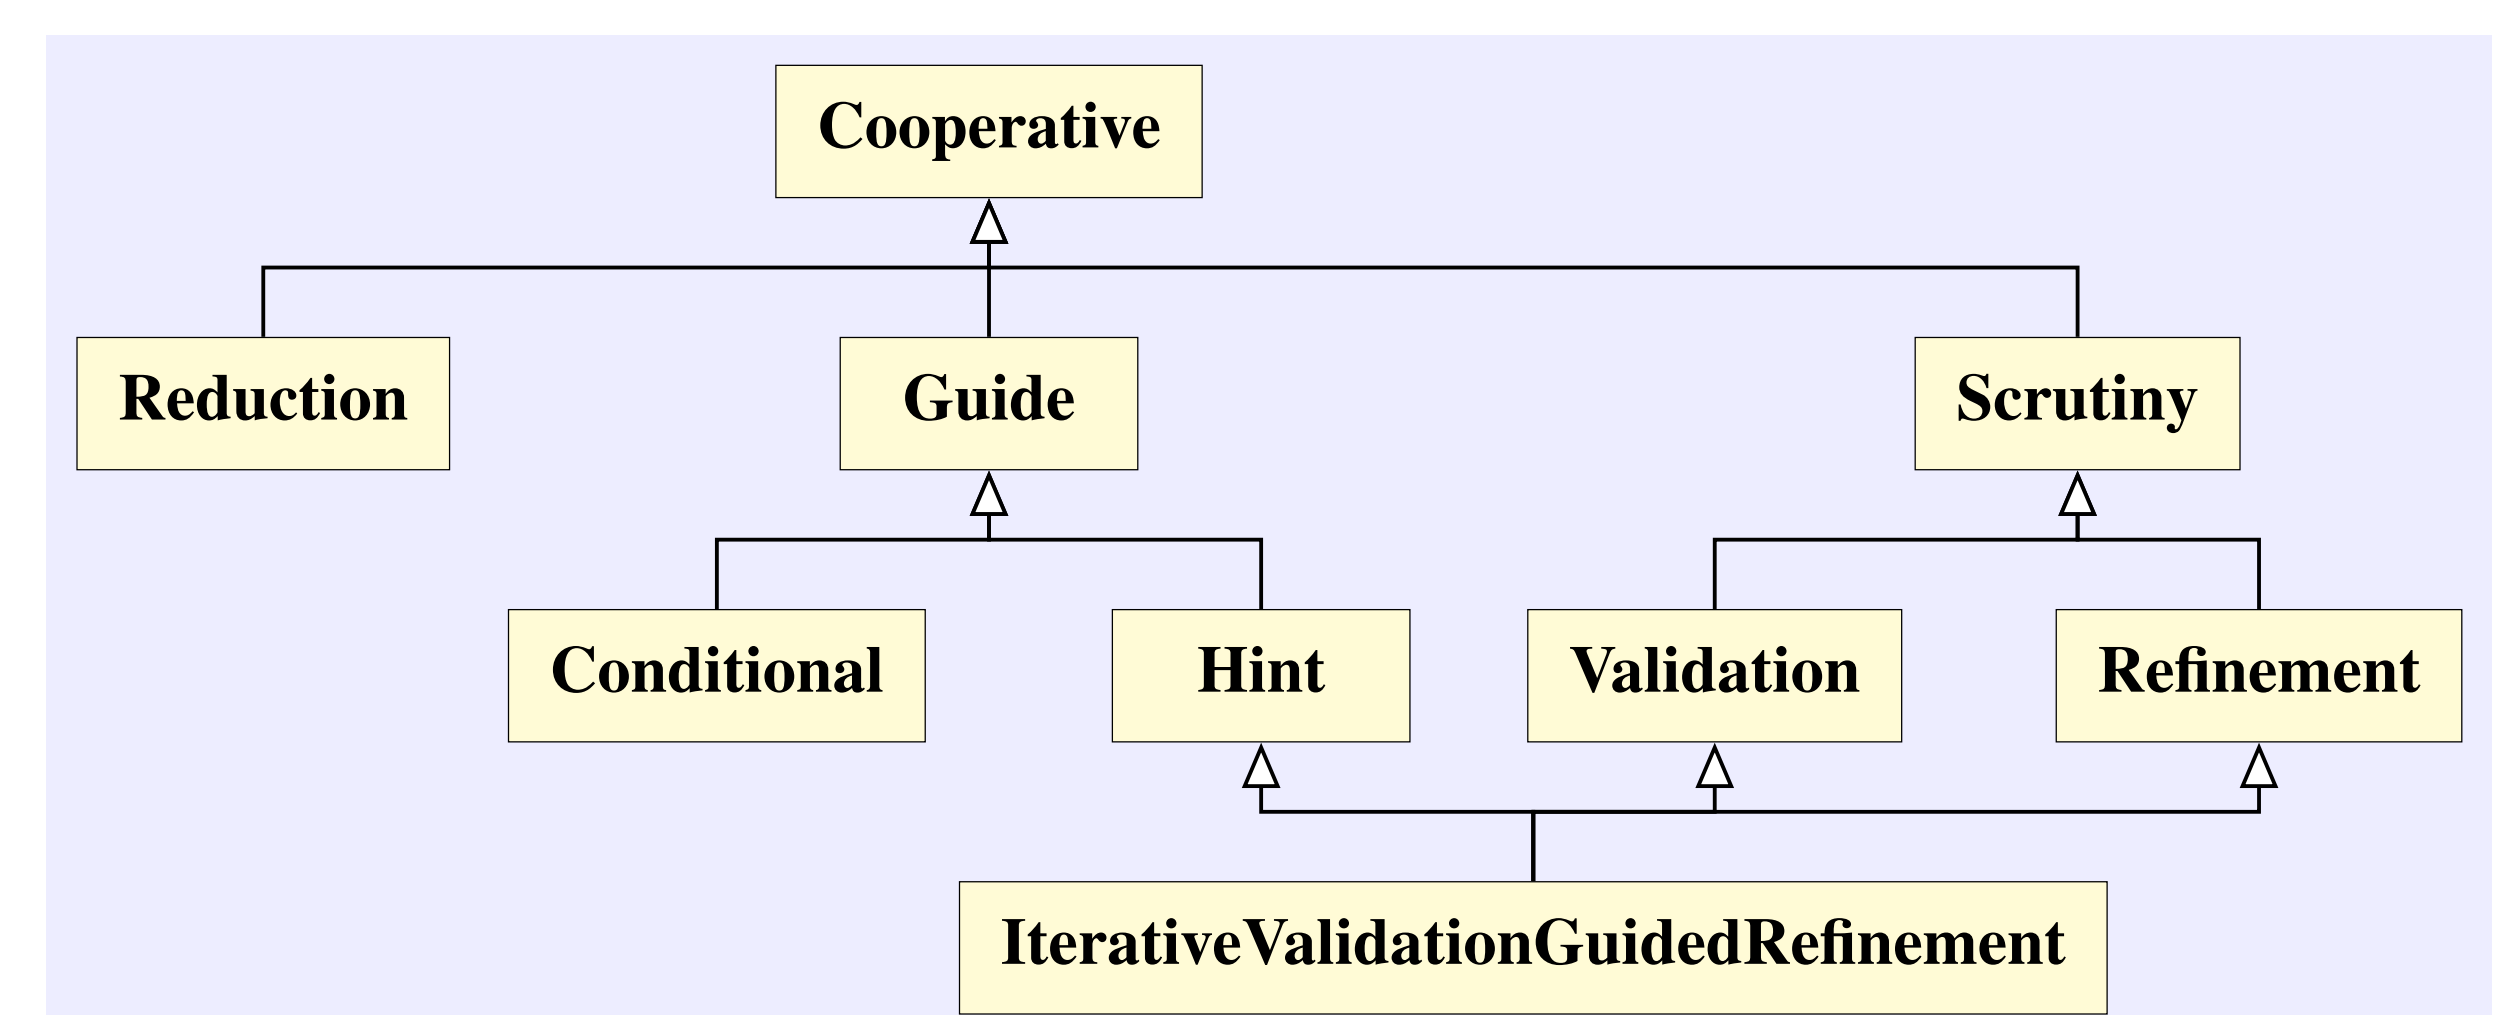 Cooperative
Reduction
Guide
Scrutiny
Conditional
Hint
Validation
Refinement
IterativeValidationGuidedRefinement